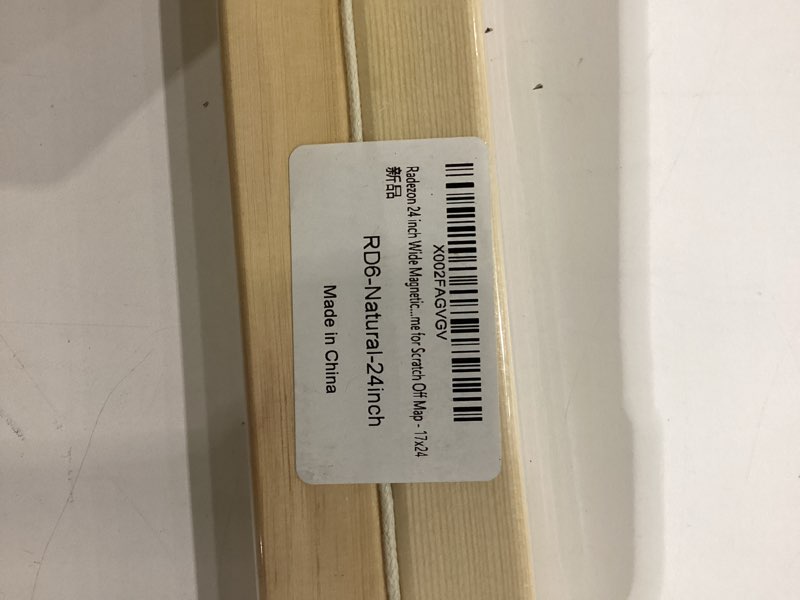 X002FAGVGV
Radezon 24 inch Wide Magnetic...me for Scratch Off Map - 17x24
新品
RD6-Natural-24inch
Made in China